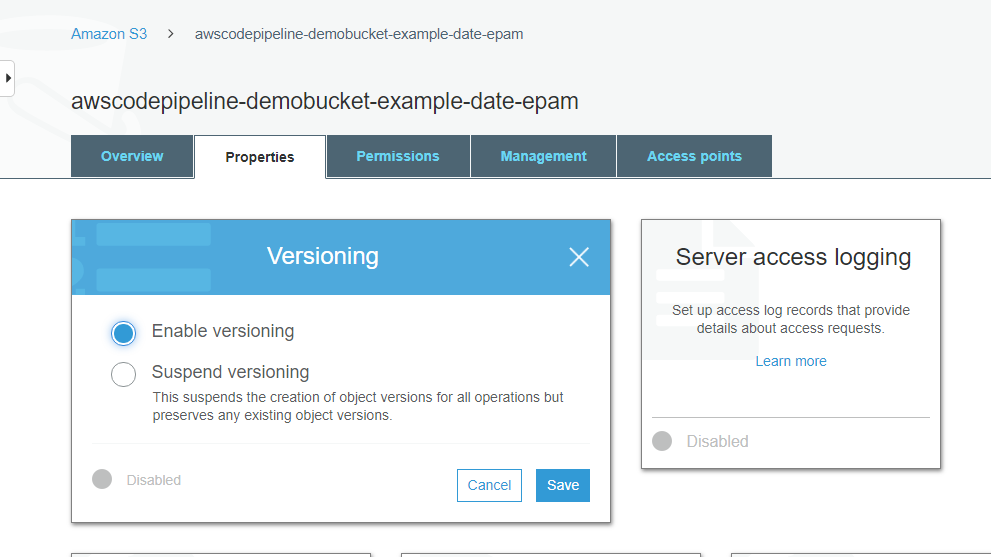 Amazon S3 > awscodepipeline-demobucket-example-date-epam
awscodepipeline-demobucket-example-date-epam
Overview Properties Permissions Management Access points
Versioning
Enable versioning
Suspend versioning
This suspends the creation of object versions for all operations but
preserves any existing object versions.
Disabled
Cancel Save
Server access logging
Set up access log records that provide
details about access requests.
Learn more
Disabled